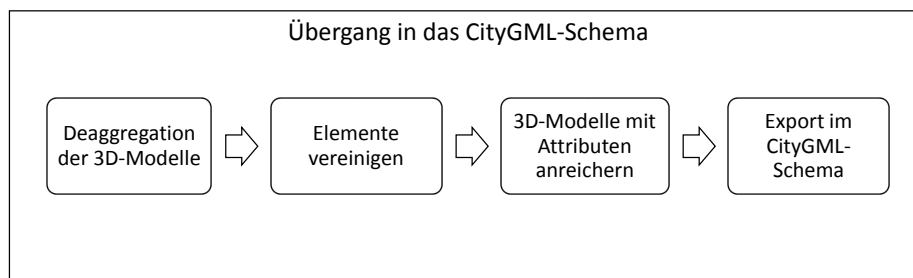 Übergang in das CityGML-Schema
Deaggregation
der 3D-Modelle
Elemente
vereinigen
3D-Modelle mit
Attributen
anreichern
Export im
CityGML-
Schema